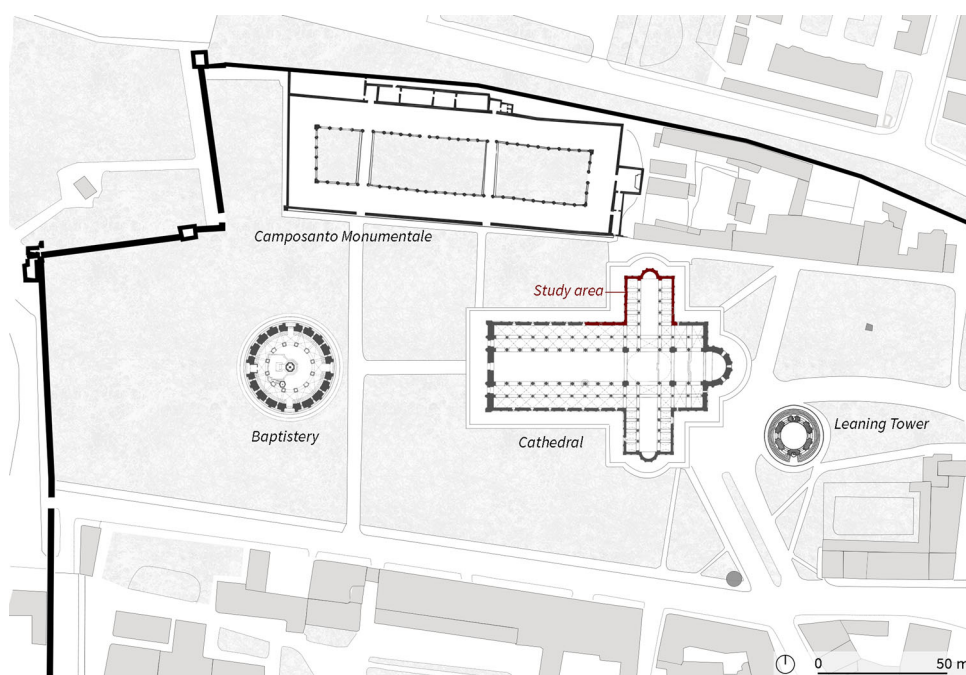 Camposanto Monumentale
Study area
Baptistery
Cathedral
Leaning Tower
0 50 m